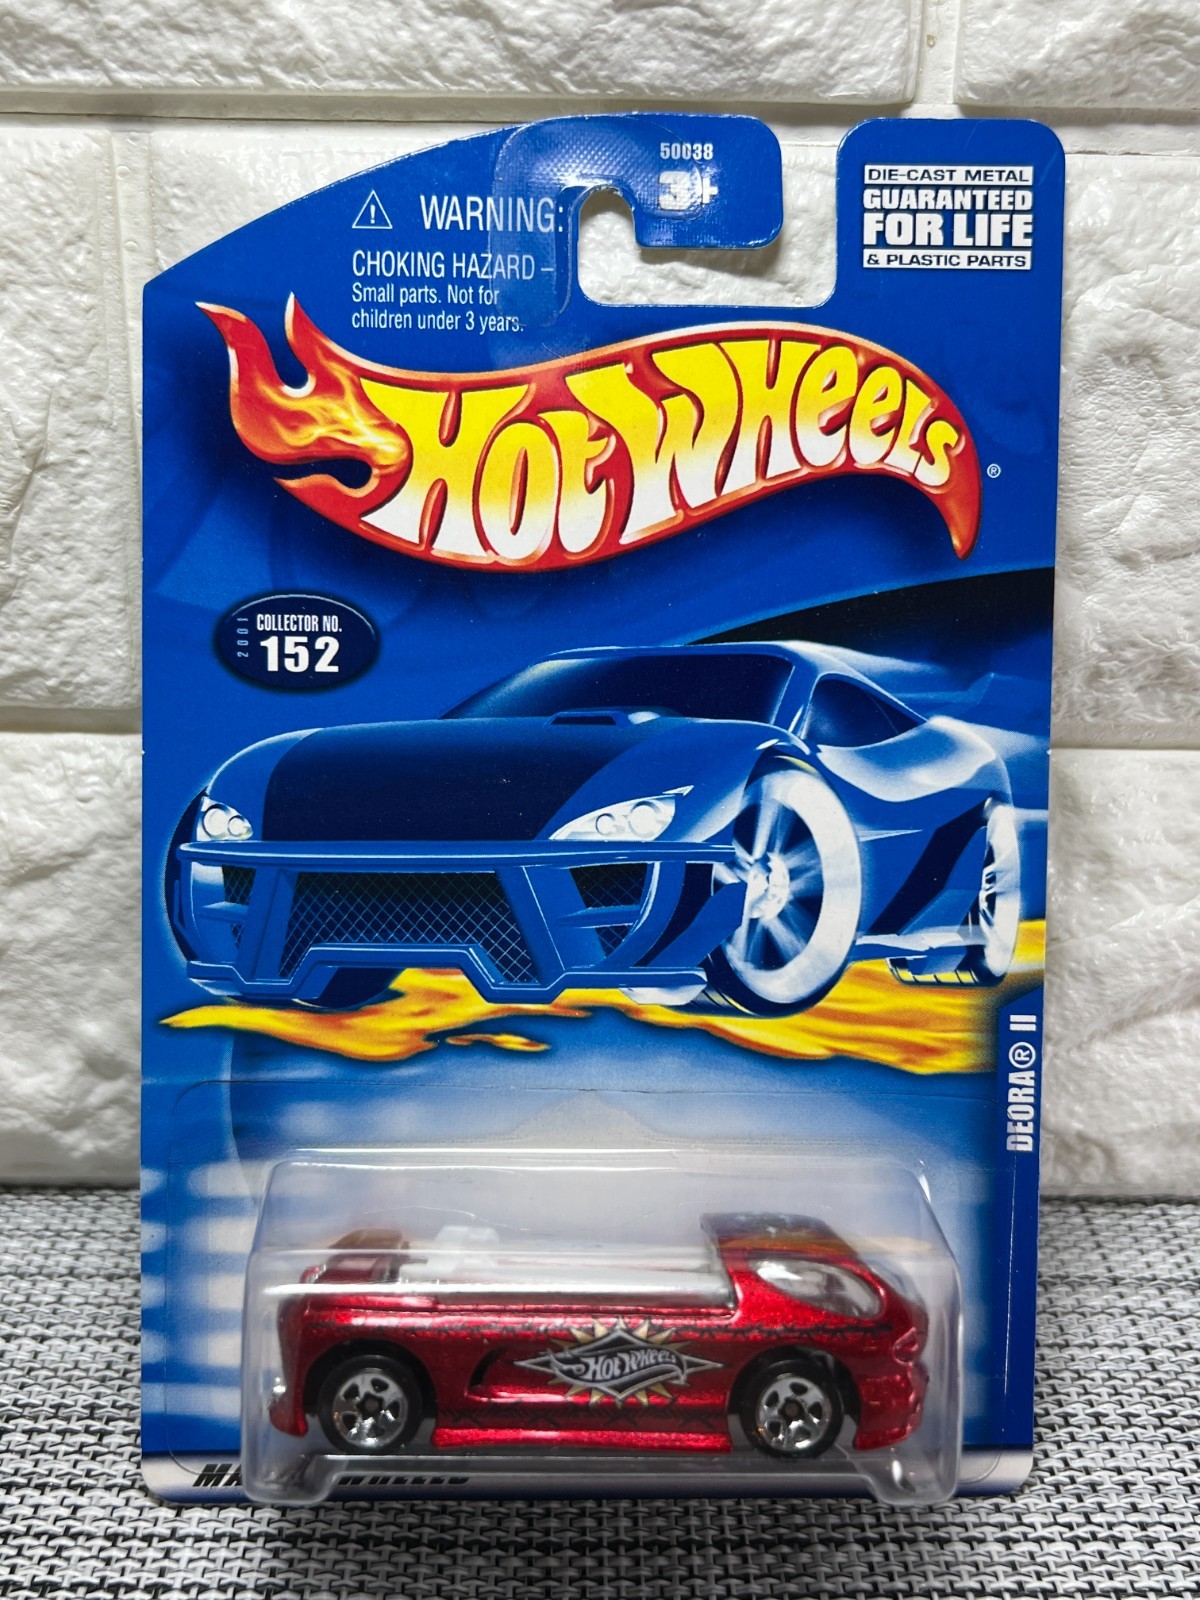 50038
3+
WARNING:
CHOKING HAZARD –
Small parts. Not for
children under 3 years.
DIE-CAST METAL
GUARANTEED
FOR LIFE
& PLASTIC PARTS
HOT WHEELS
®
2001
COLLECTOR NO.
152
DEORA® II
HOT WHEELS
WHEELS